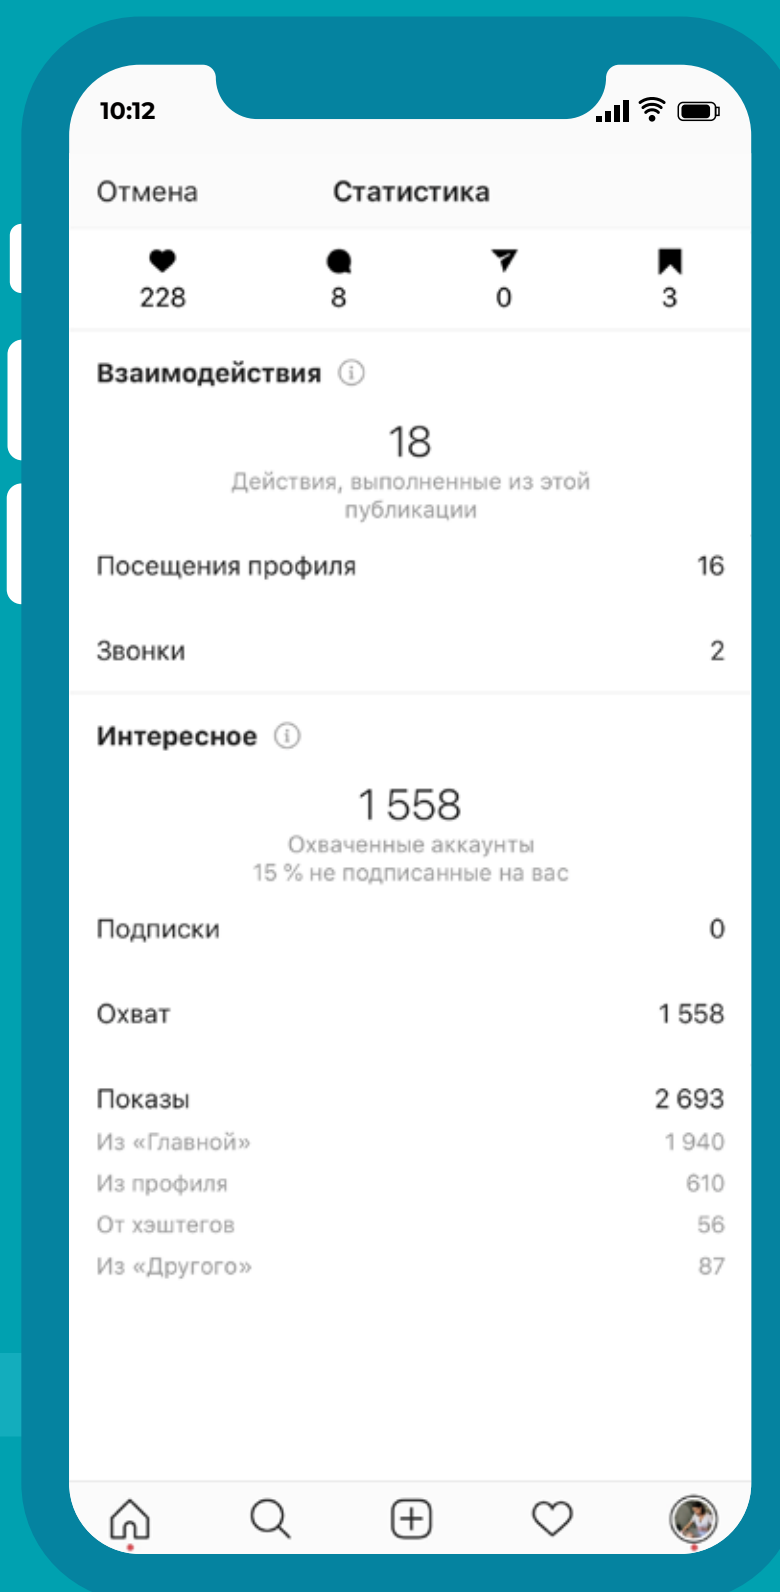 10:12
Отмена Статистика
228 8 0 3
Взаимодействия
18
Действия, выполненные из этой
публикации
Посещения профиля 16
Звонки 2
Интересное
1 558
Охваченные аккаунты
15 % не подписанные на вас
Подписки 0
Охват 1 558
Показы 2 693
Из «Главной» 1 940
Из профиля 610
От хэштегов 56
Из «Другого» 87